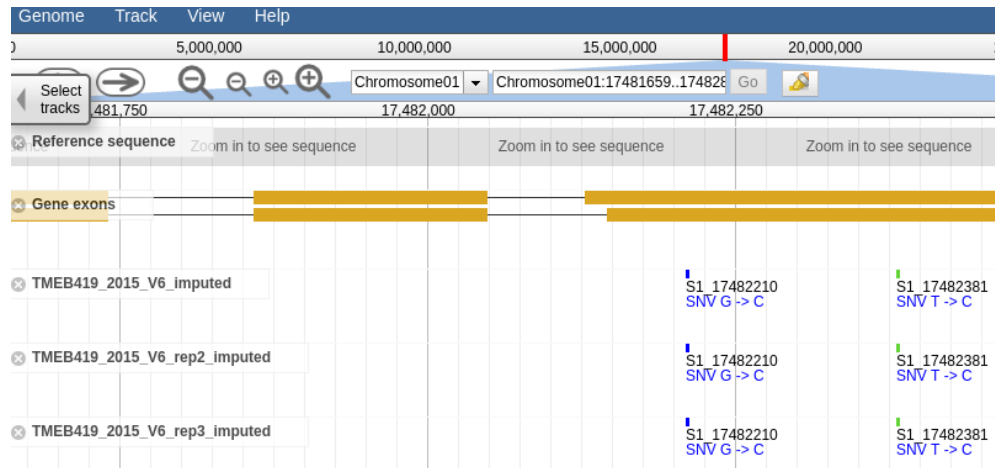 Genome Track View Help
0 5,000,000 10,000,000 15,000,000 20,000,000
Select
tracks
Chromosome01 Chromosome01:17481659..174828 Go
,481,750 17,482,000 17,482,250
Reference sequence Zoom in to see sequence Zoom in to see sequence Zoom in to see sequence
Gene exons
TMEB419_2015_V6_imputed
S1_17482210 S1_17482381
SNV G -> C SNV T -> C
TMEB419_2015_V6_rep2_imputed
S1_17482210 S1_17482381
SNV G -> C SNV T -> C
TMEB419_2015_V6_rep3_imputed
S1_17482210 S1_17482381
SNV G -> C SNV T -> C